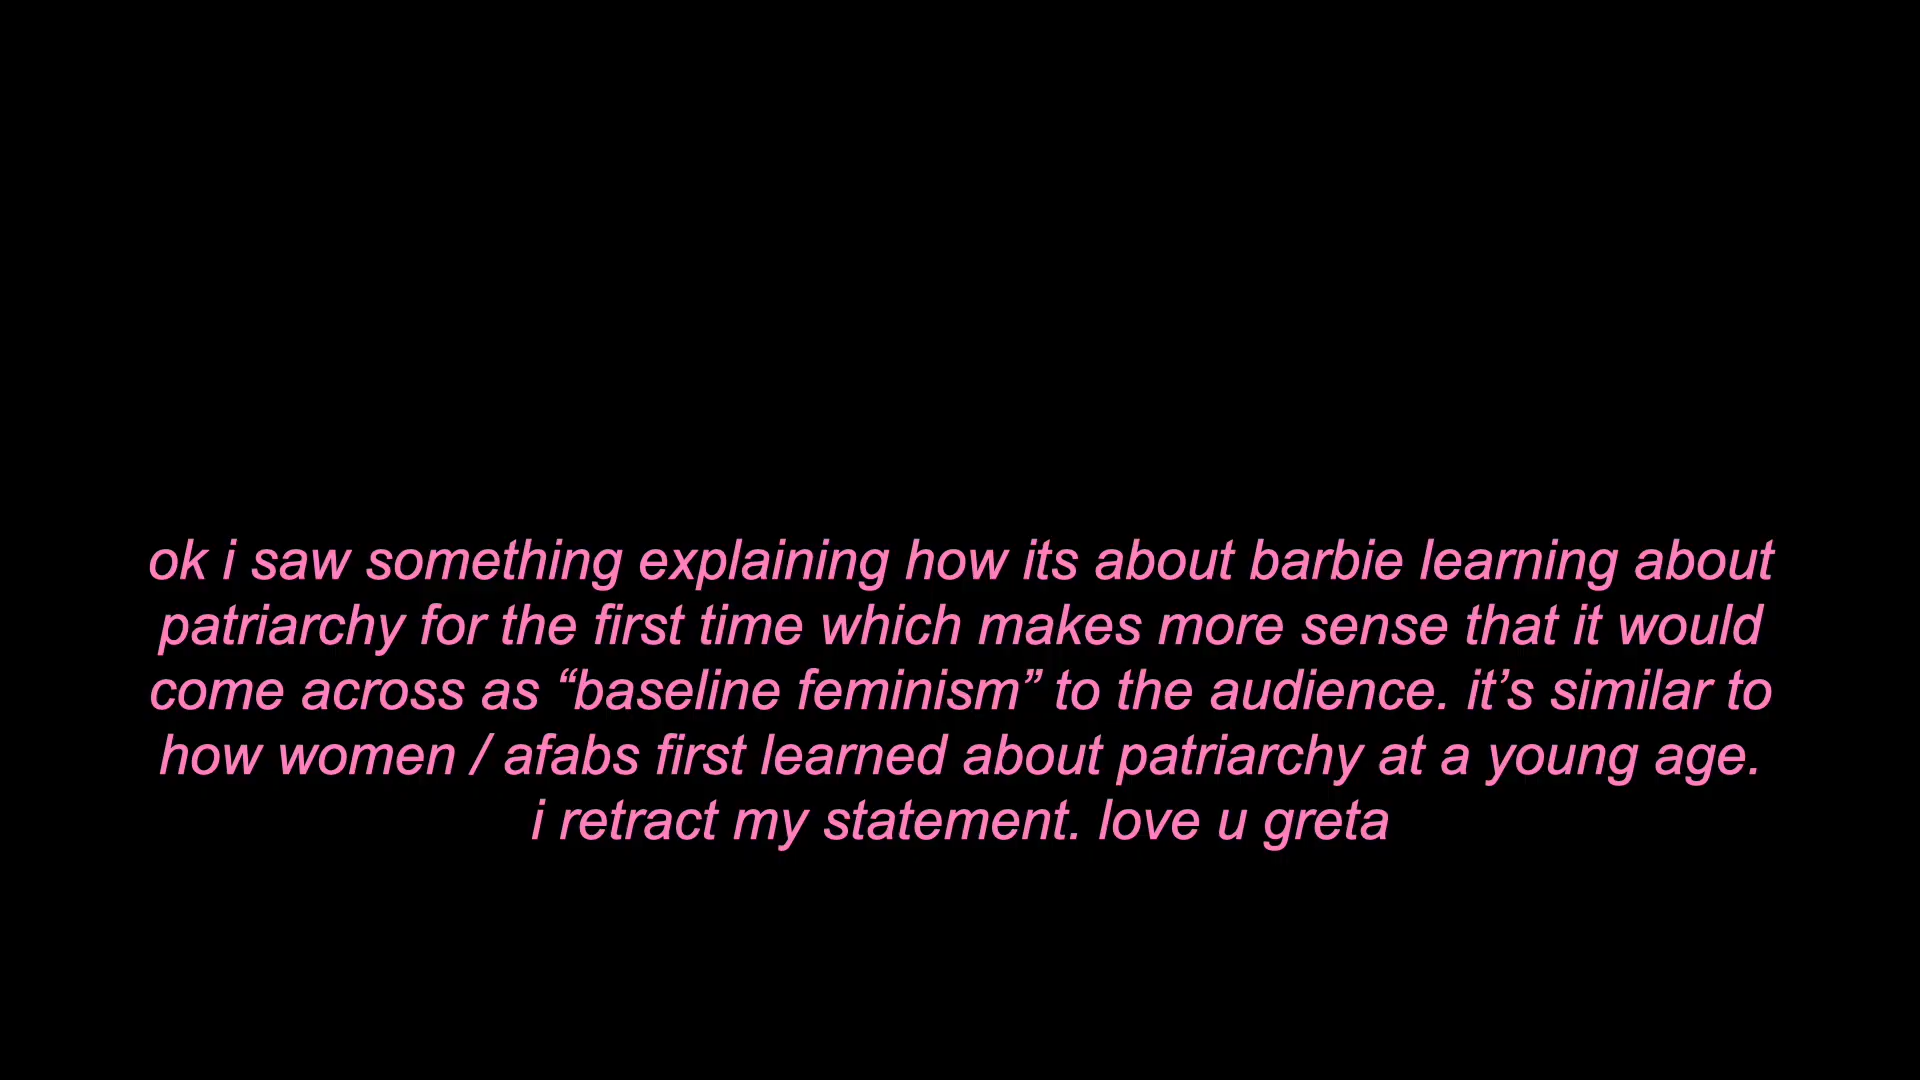 ok i saw something explaining how its about barbie learning about
patriarchy for the first time which makes more sense that it would
come across as “baseline feminism” to the audience. it’s similar to
how women / afabs first learned about patriarchy at a young age.
i retract my statement. love u greta